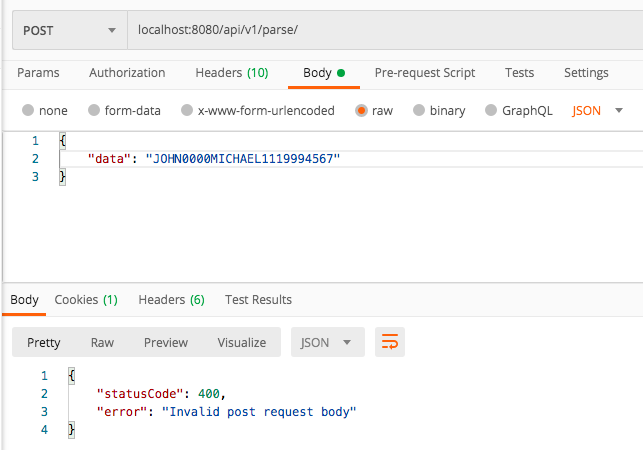 POST localhost:8080/api/v1/parse/
Params Authorization Headers (10) Body Pre-request Script Tests Settings
none form-data x-www-form-urlencoded raw binary GraphQL JSON
1 {
2 "data": "JOHN0000MICHAEL1119994567"
3 }
Body Cookies (1) Headers (6) Test Results
Pretty Raw Preview Visualize JSON
1 {
2 "statusCode": 400,
3 "error": "Invalid post request body"
4 }